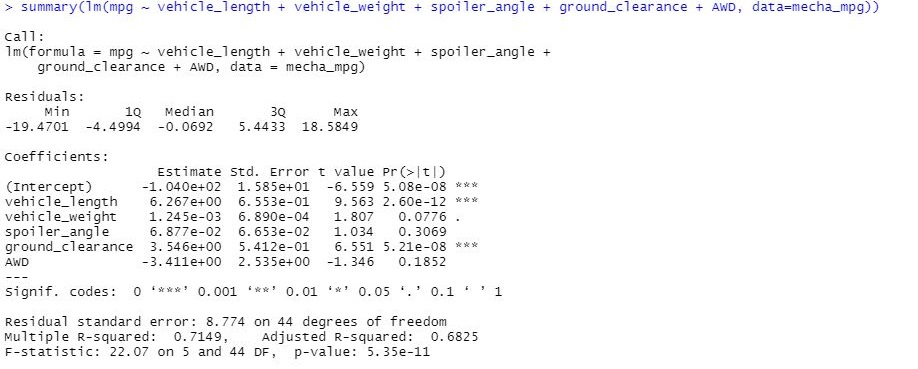 > summary(lm(mpg ~ vehicle_length + vehicle_weight + spoiler_angle + ground_clearance + AWD, data=mecha_mpg))
Call:
lm(formula = mpg ~ vehicle_length + vehicle_weight + spoiler_angle +
    ground_clearance + AWD, data = mecha_mpg)
Residuals:
     Min       1Q   Median       3Q      Max
-19.4701  -4.4994  -0.0692   5.4433  18.5849
Coefficients:
                   Estimate Std. Error t value Pr(>|t|)
(Intercept)      -1.040e+02  1.585e+01  -6.559 5.08e-08 ***
vehicle_length    6.267e+00  6.553e-01   9.563 2.60e-12 ***
vehicle_weight    1.245e-03  6.890e-04   1.807   0.0776 .
spoiler_angle     6.877e-02  6.653e-02   1.034   0.3069
ground_clearance  3.546e+00  5.412e-01   6.551 5.21e-08 ***
AWD              -3.411e+00  2.535e+00  -1.346   0.1852
---
Signif. codes:  0 ‘***’ 0.001 ‘**’ 0.01 ‘*’ 0.05 ‘.’ 0.1 ‘ ’ 1
Residual standard error: 8.774 on 44 degrees of freedom
Multiple R-squared:  0.7149,    Adjusted R-squared:  0.6825
F-statistic: 22.07 on 5 and 44 DF,  p-value: 5.35e-11